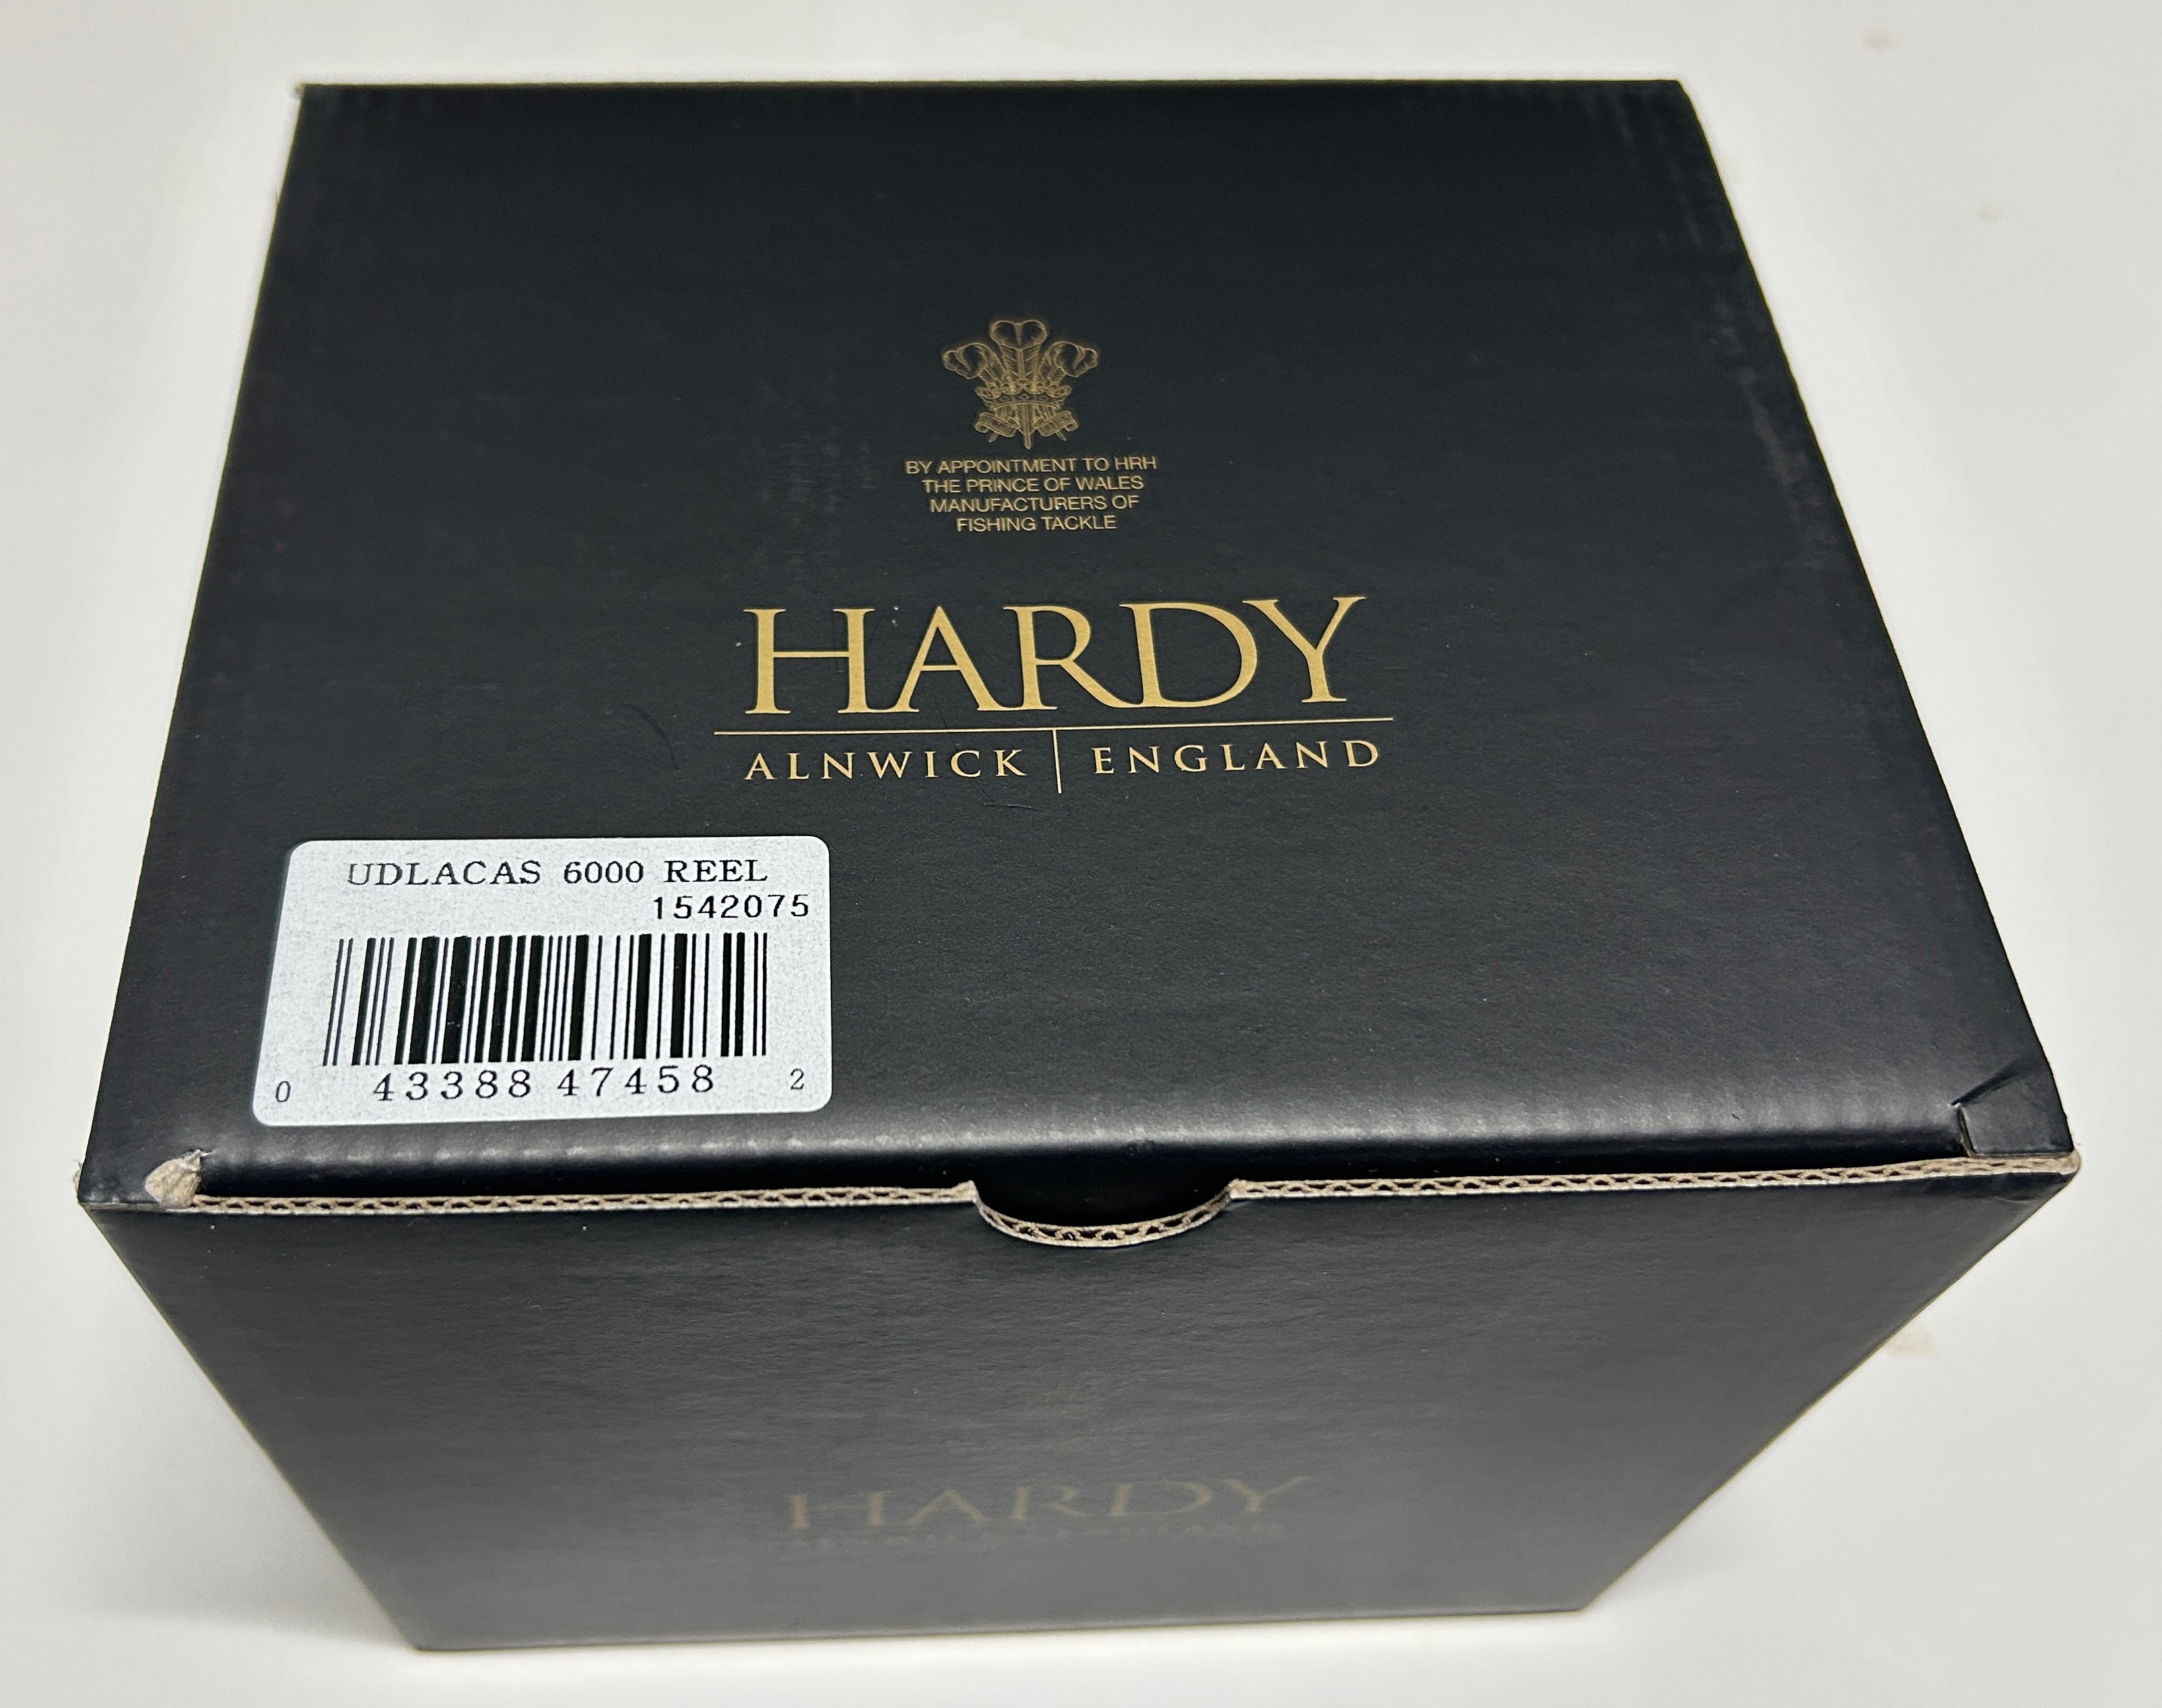 BY APPOINTMENT TO HRH
THE PRINCE OF WALES
MANUFACTURERS OF
FISHING TACKLE
HARDY
ALNWICK | ENGLAND
UDLACAS 6000 REEL
1542075
0 43388 47458 2
HARDY